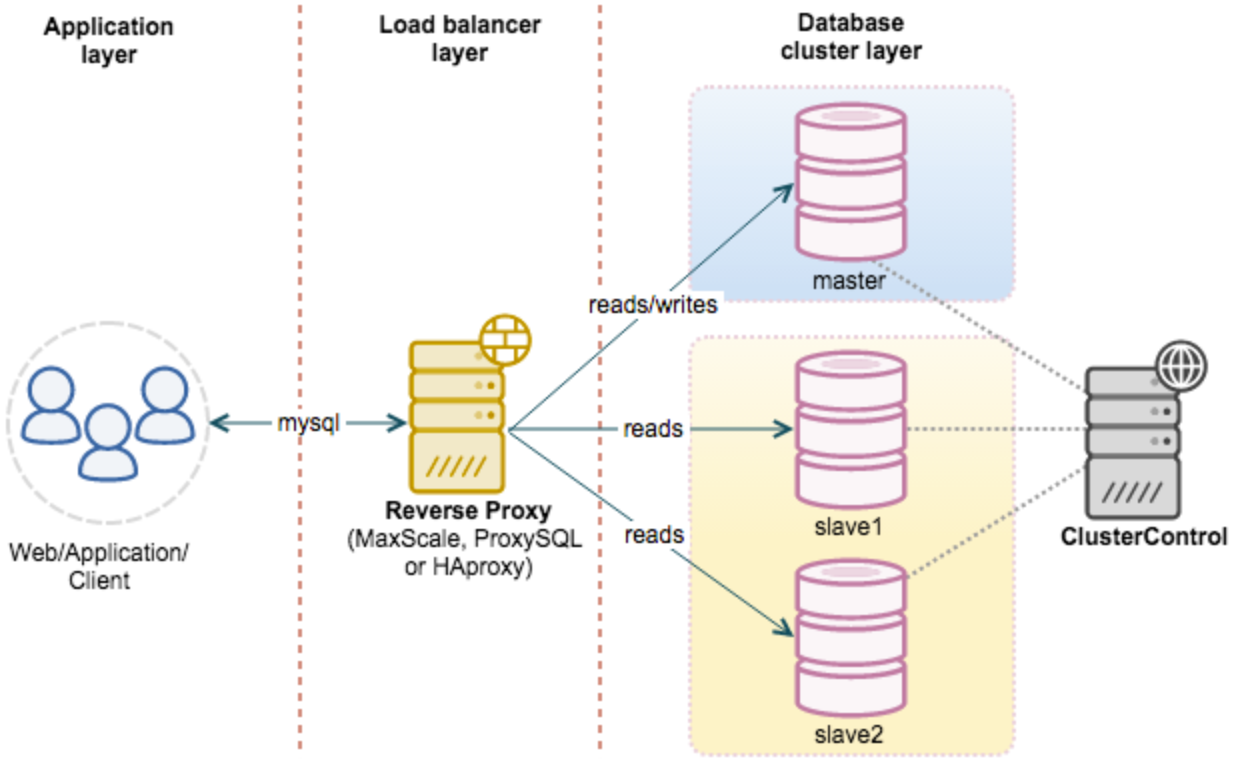 Application
layer
Load balancer
layer
Database
cluster layer
master
reads/writes
mysql
reads
slave1
Reverse Proxy
(MaxScale, ProxySQL
or HAproxy)
reads
ClusterControl
Web/Application/
Client
slave2